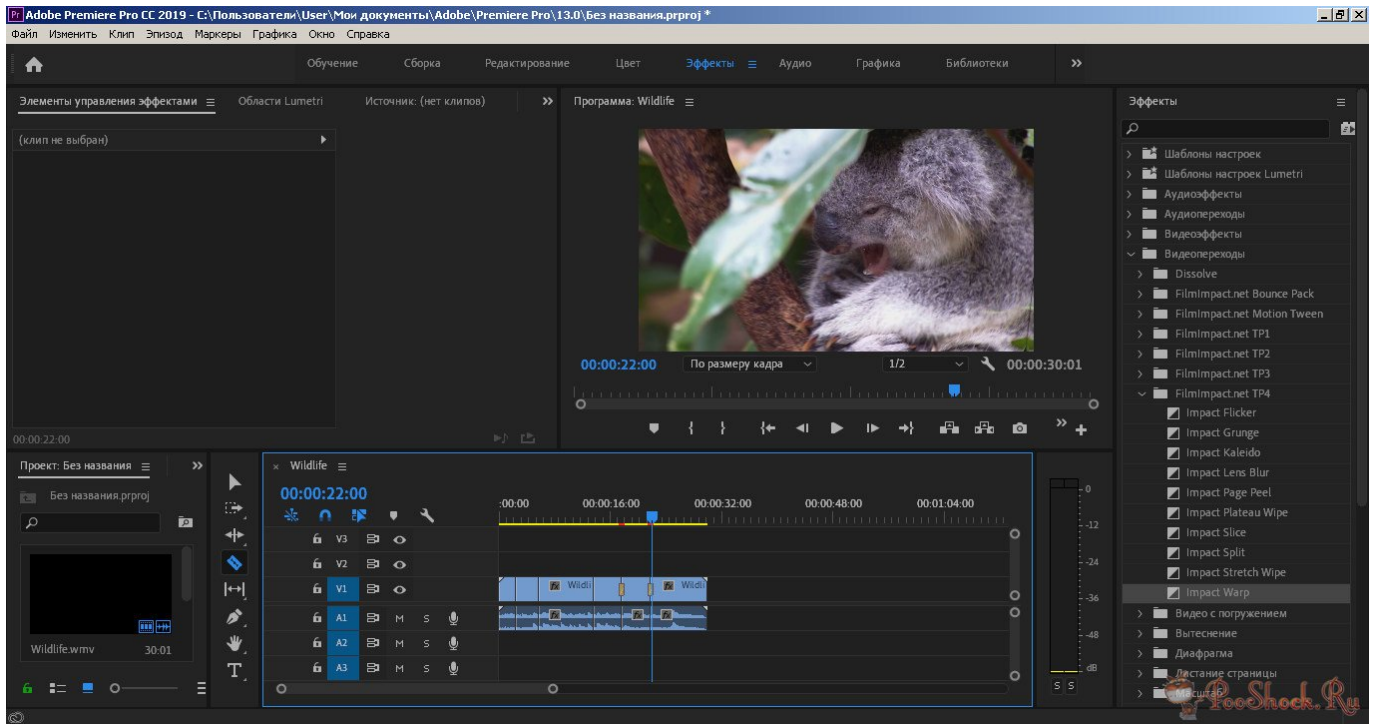 Adobe Premiere Pro CC 2019 - C:\Пользователи\User\Мои документы\Adobe\Premiere Pro\13.0\Без названия.prproj *
Файл Изменить Клип Эпизод Маркеры Графика Окно Справка
Обучение Сборка Редактирование Цвет Эффекты Аудио Графика Библиотеки
Элементы управления эффектами Области Lumetri Источник: (нет клипов)
(клип не выбран)
00:00:22:00
Программа: Wildlife
00:00:22:00 По размеру кадра 1/2 00:00:30:01
Эффекты
Шаблоны настроек
Шаблоны настроек Lumetri
Аудиоэффекты
Аудиопереходы
Видеоэффекты
Видеопереходы
Dissolve
FilmImpact.net Bounce Pack
FilmImpact.net Motion Tween
FilmImpact.net TP1
FilmImpact.net TP2
FilmImpact.net TP3
FilmImpact.net TP4
Impact Flicker
Impact Grunge
Impact Kaleido
Impact Lens Blur
Impact Page Peel
Impact Plateau Wipe
Impact Slice
Impact Split
Impact Stretch Wipe
Impact Warp
Видео с погружением
Вытеснение
Диафрагма
Листание страницы
Масштаб
Проект: Без названия
Без названия.prproj
Wildlife.wmv 30:01
Wildlife
00:00:22:00
:00:00 00:00:16:00 00:00:32:00 00:00:48:00 00:01:04:00
V3
V2
V1 Wildli Wildli
A1 M S
A2 M S
A3 M S
0
-12
-24
-36
-48
dB
S S
PooShock.Ru